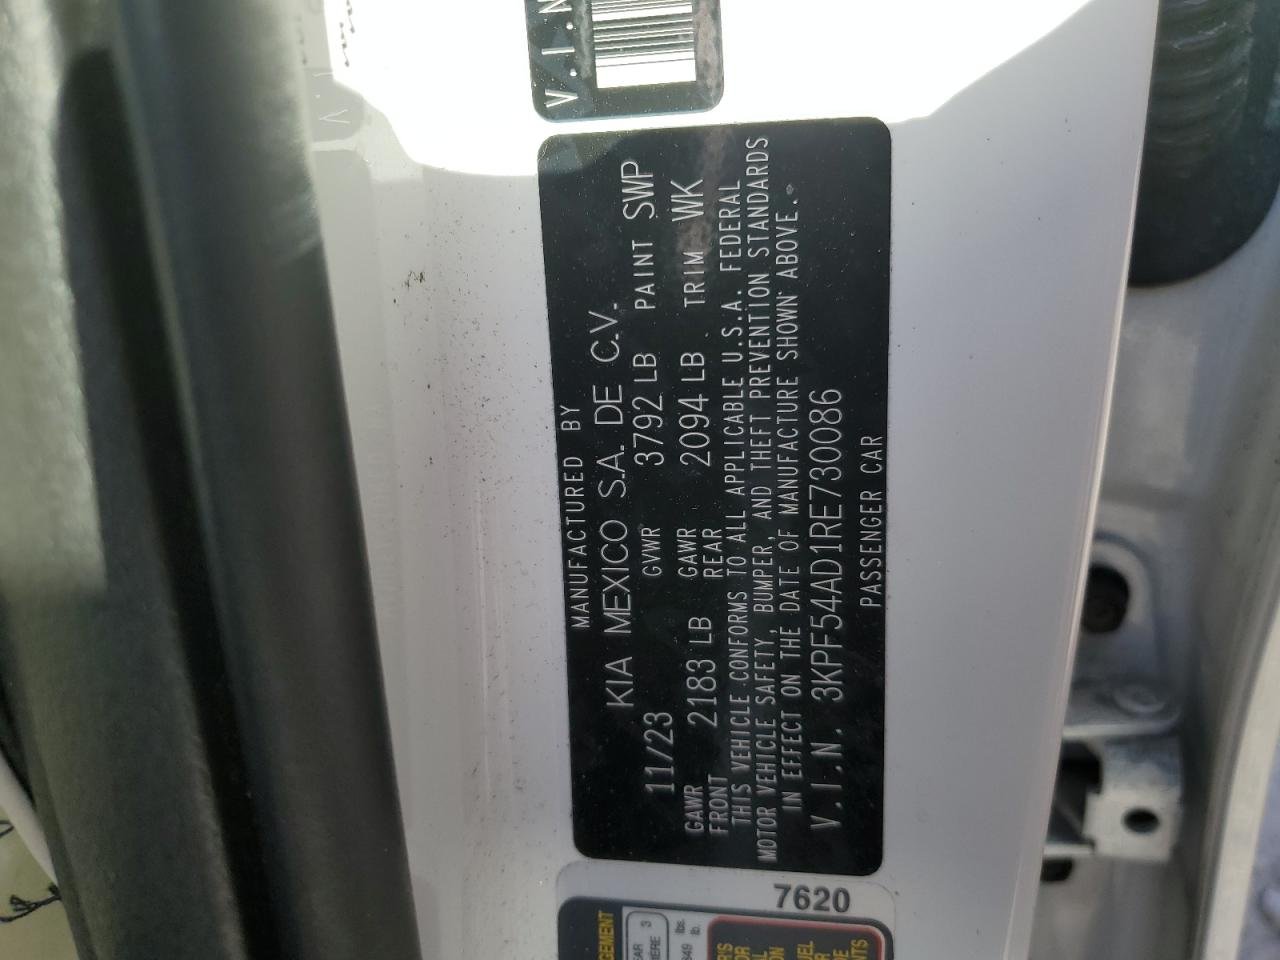 V.I.N
MANUFACTURED BY
KIA MEXICO S.A. DE C.V.
11/23 GVWR 3792 LB PAINT SWP
GAWR FRONT 2183 LB GAWR REAR 2094 LB TRIM WK
THIS VEHICLE CONFORMS TO ALL APPLICABLE U.S.A. FEDERAL
MOTOR VEHICLE SAFETY, BUMPER, AND THEFT PREVENTION STANDARDS
IN EFFECT ON THE DATE OF MANUFACTURE SHOWN ABOVE.
V.I.N. 3KPF54AD1RE730086
PASSENGER CAR
7620